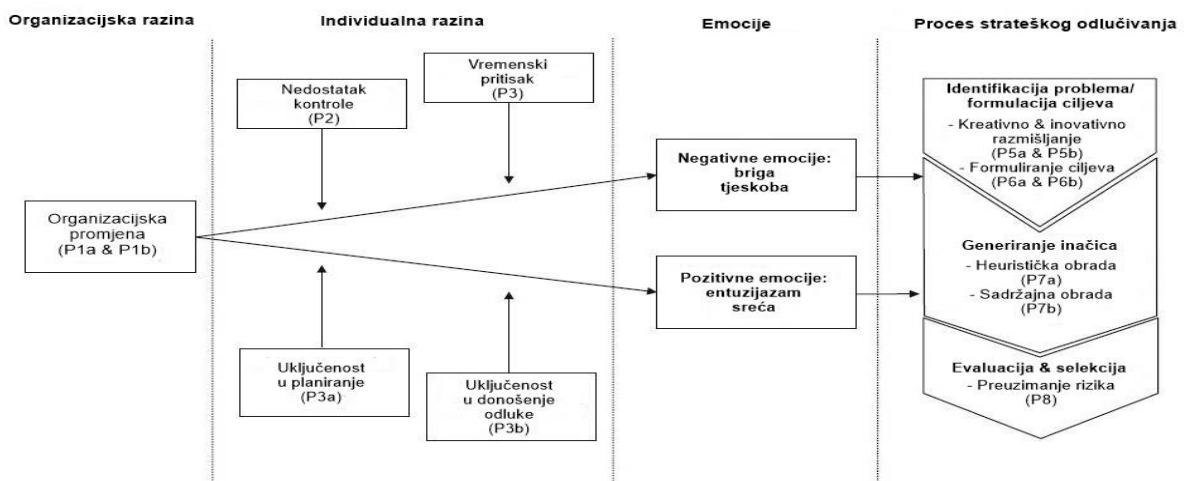 Organizacijska razina
Individualna razina
Emocije
Proces strateškog odlučivanja
Organizacijska
promjena
(P1a & P1b)
Nedostatak
kontrole
(P2)
Vremenski
pritisak
(P3)
Uključenost
u planiranje
(P3a)
Uključenost
u donošenje
odluke
(P3b)
Negativne emocije:
briga
tjeskoba
Pozitivne emocije:
entuzijazam
sreća
Identifikacija problema/
formulacija ciljeva
- Kreativno & inovativno
razmišljanje
(P5a & P5b)
- Formuliranje ciljeva
(P6a & P6b)
Generiranje inačica
- Heuristička obrada
(P7a)
- Sadržajna obrada
(P7b)
Evaluacija & selekcija
- Preuzimanje rizika
(P8)